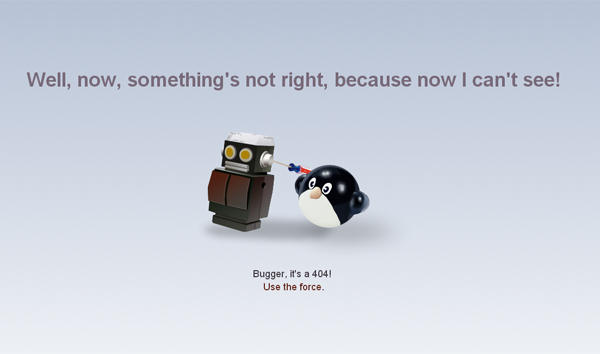 Well, now, something's not right, because now I can't see!
Bugger, it's a 404!
Use the force.